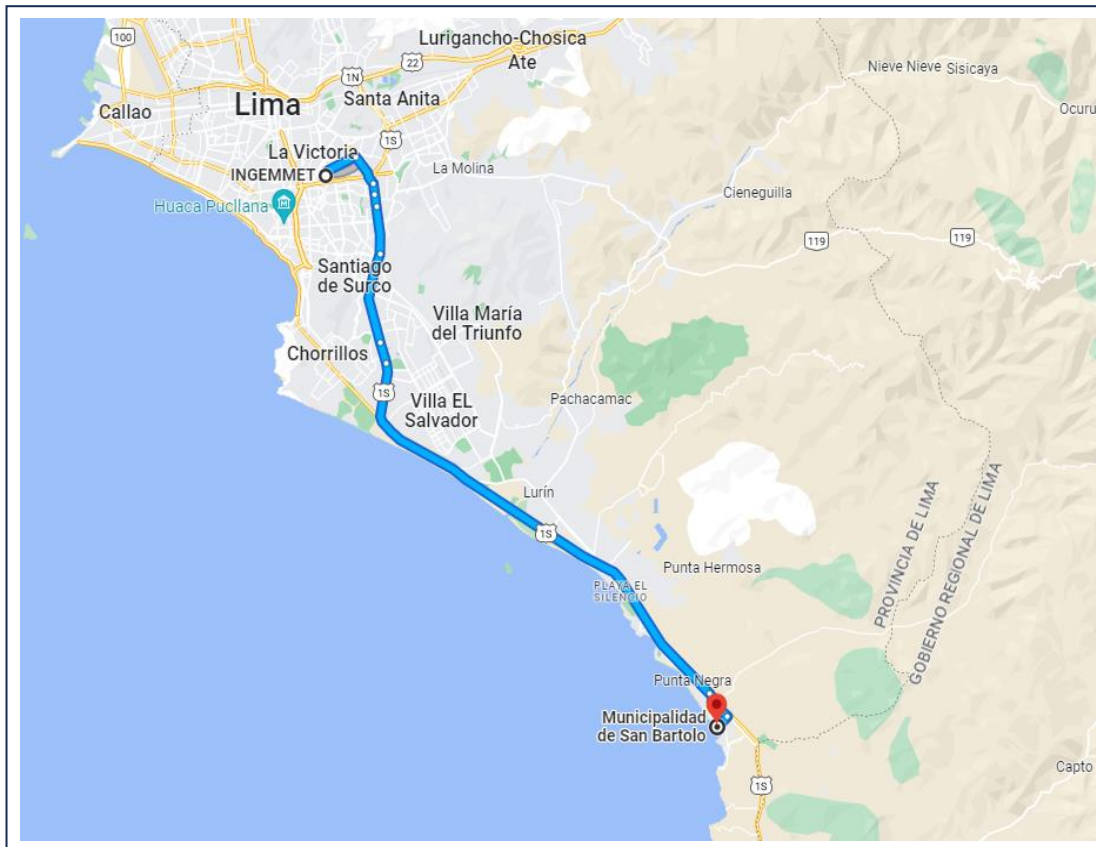 Lurigancho-Chosica
Ate
100
22
1N
Nieve Nieve
Sisicaya
Santa Anita
Lima
Callao
Ocuru
1S
La Victoria
INGEMMET
La Molina
Cieneguilla
Huaca Pucllana
119
119
Santiago
de Surco
Villa María
del Triunfo
Chorrillos
1S
Villa EL
Salvador
Pachacamac
Lurín
1S
PROVINCIA DE LIMA
GOBIERNO REGIONAL DE LIMA
Punta Hermosa
PLAYA EL
SILENCIO
Punta Negra
Municipalidad
de San Bartolo
Capto
1S